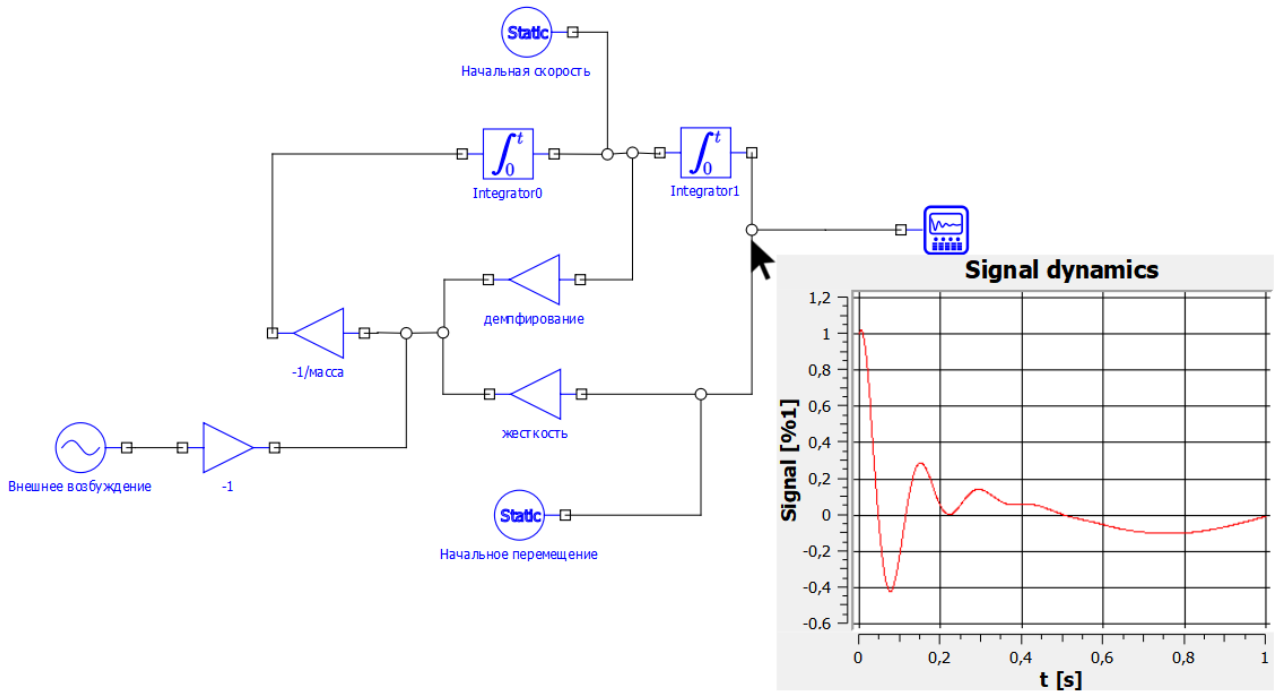 Static
Начальная скорость
∫₀ᵗ
Integrator0
∫₀ᵗ
Integrator1
демпфирование
-1/масса
жесткость
Внешнее возбуждение
-1
Static
Начальное перемещение
Signal dynamics
Signal [%1]
1,2
1
0,8
0,6
0,4
0,2
0
-0,2
-0,4
-0.6
0
0,2
0,4
0,6
0,8
1
t [s]